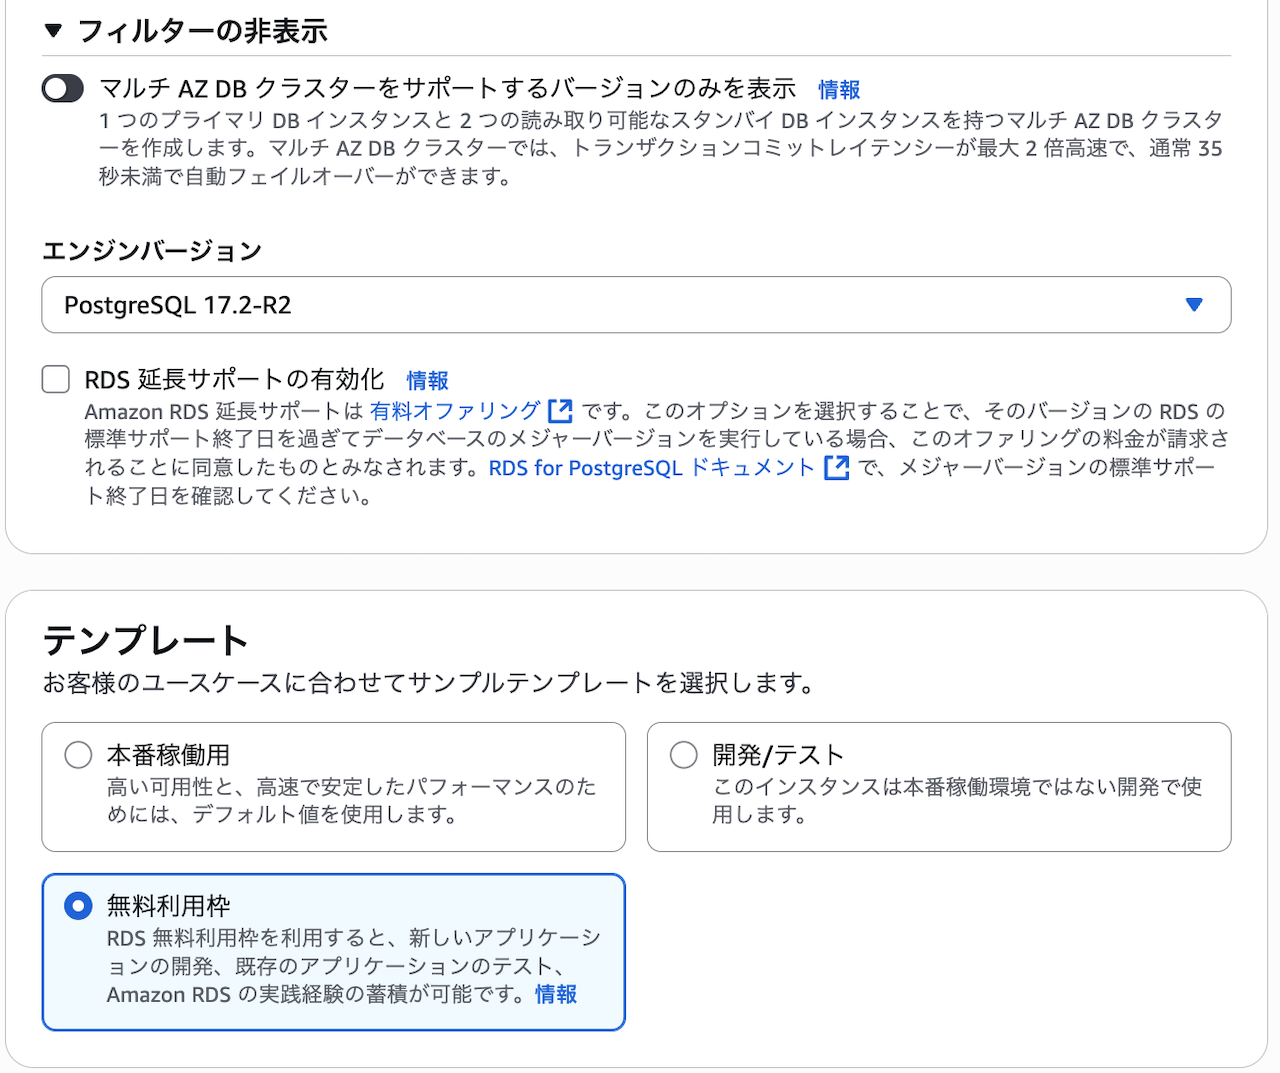 ▼ フィルターの非表示
マルチ AZ DB クラスターをサポートするバージョンのみを表示 情報
1 つのプライマリ DB インスタンスと 2 つの読み取り可能なスタンバイ DB インスタンスを持つマルチ AZ DB クラスタ
ーを作成します。マルチ AZ DB クラスターでは、トランザクションコミットレイテンシーが最大 2 倍高速で、通常 35
秒未満で自動フェイルオーバーができます。
エンジンバージョン
PostgreSQL 17.2-R2
RDS 延長サポートの有効化 情報
Amazon RDS 延長サポートは 有料オファリング です。このオプションを選択することで、そのバージョンの RDS の
標準サポート終了日を過ぎてデータベースのメジャーバージョンを実行している場合、このオファリングの料金が請求さ
れることに同意したものとみなされます。RDS for PostgreSQL ドキュメント で、メジャーバージョンの標準サポー
ト終了日を確認してください。
テンプレート
お客様のユースケースに合わせてサンプルテンプレートを選択します。
本番稼働用
高い可用性と、高速で安定したパフォーマンスのた
めには、デフォルト値を使用します。
開発/テスト
このインスタンスは本番稼働環境ではない開発で使
用します。
無料利用枠
RDS 無料利用枠を利用すると、新しいアプリケーシ
ョンの開発、既存のアプリケーションのテスト、
Amazon RDS の実践経験の蓄積が可能です。情報